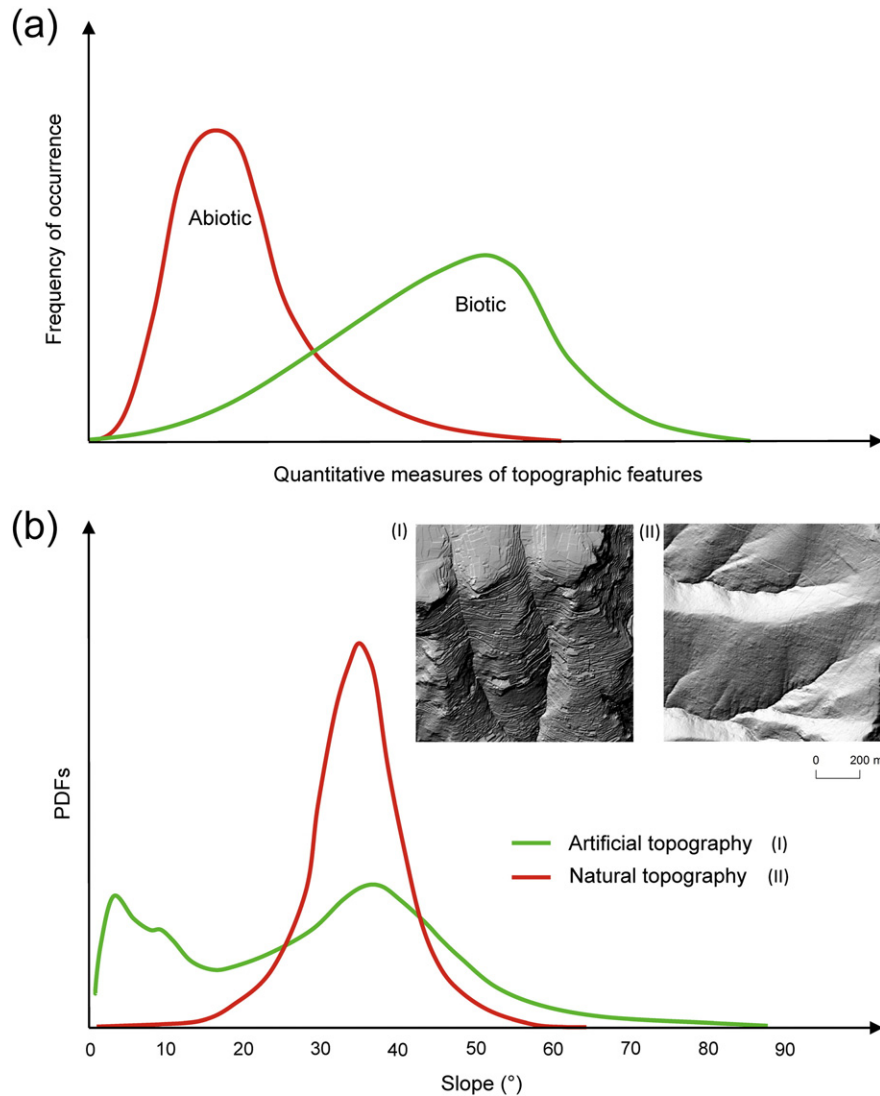 (a)
Frequency of occurrence
Abiotic
Biotic
Quantitative measures of topographic features
(b)
(I)
(II)
0 200 m
PDFs
Artificial topography (I)
Natural topography (II)
0 10 20 30 40 50 60 70 80 90
Slope (°)